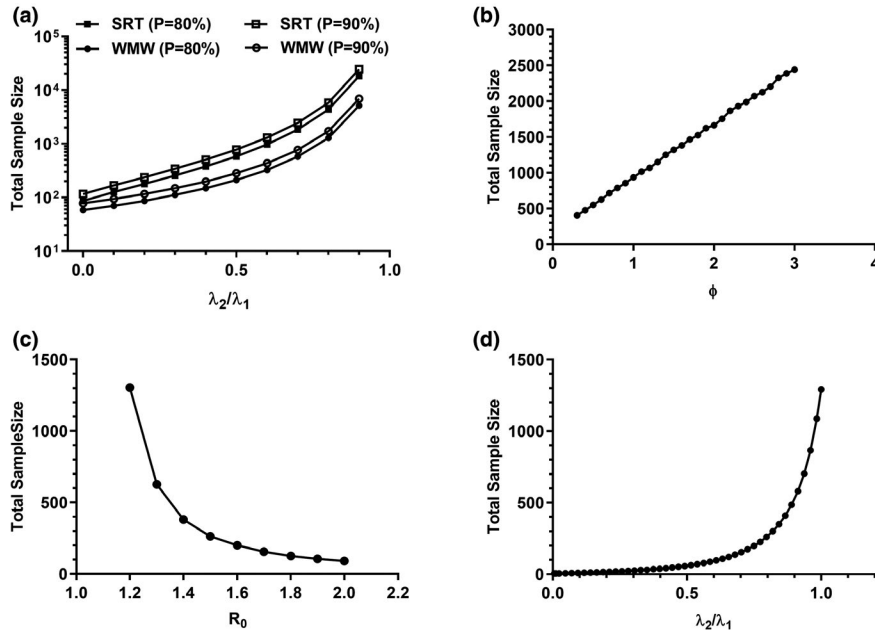 (a)
SRT (P=80%) SRT (P=90%)
WMW (P=80%) WMW (P=90%)
Total Sample Size
10⁵
10⁴
10³
10²
10¹
0.0 0.5 1.0
λ₂/λ₁
(b)
Total Sample Size
3000
2500
2000
1500
1000
500
0
0 1 2 3 4
ϕ
(c)
Total SampleSize
1500
1000
500
0
1.0 1.2 1.4 1.6 1.8 2.0 2.2
R₀
(d)
Total Sample Size
1500
1000
500
0
0.0 0.5 1.0
λ₂/λ₁